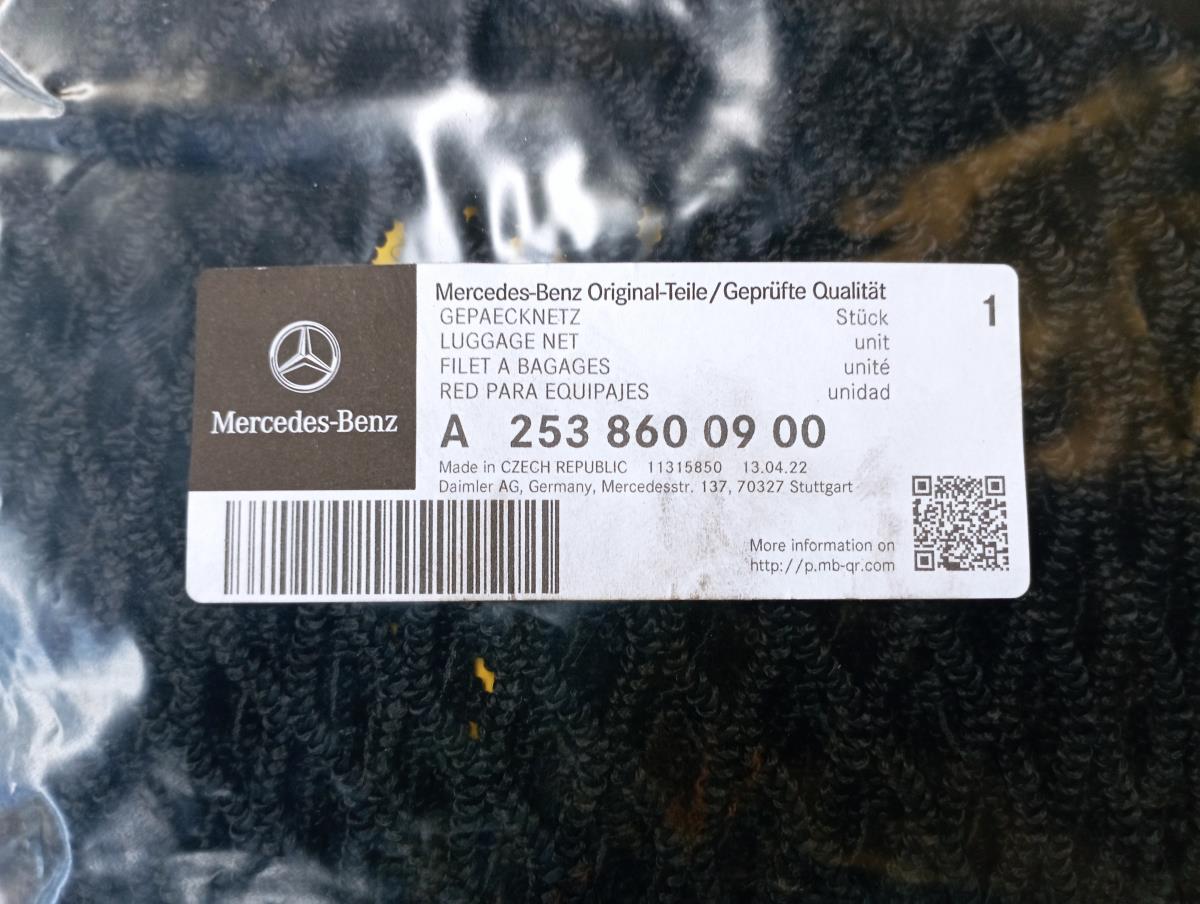 Mercedes-Benz
Mercedes-Benz Original-Teile/Geprüfte Qualität
1
GEPAECKNETZ Stück
LUGGAGE NET unit
FILET A BAGAGES unité
RED PARA EQUIPAJES unidad
A 253 860 09 00
Made in CZECH REPUBLIC 11315850 13.04.22
Daimler AG, Germany, Mercedesstr. 137, 70327 Stuttgart
More information on
http://p.mb-qr.com